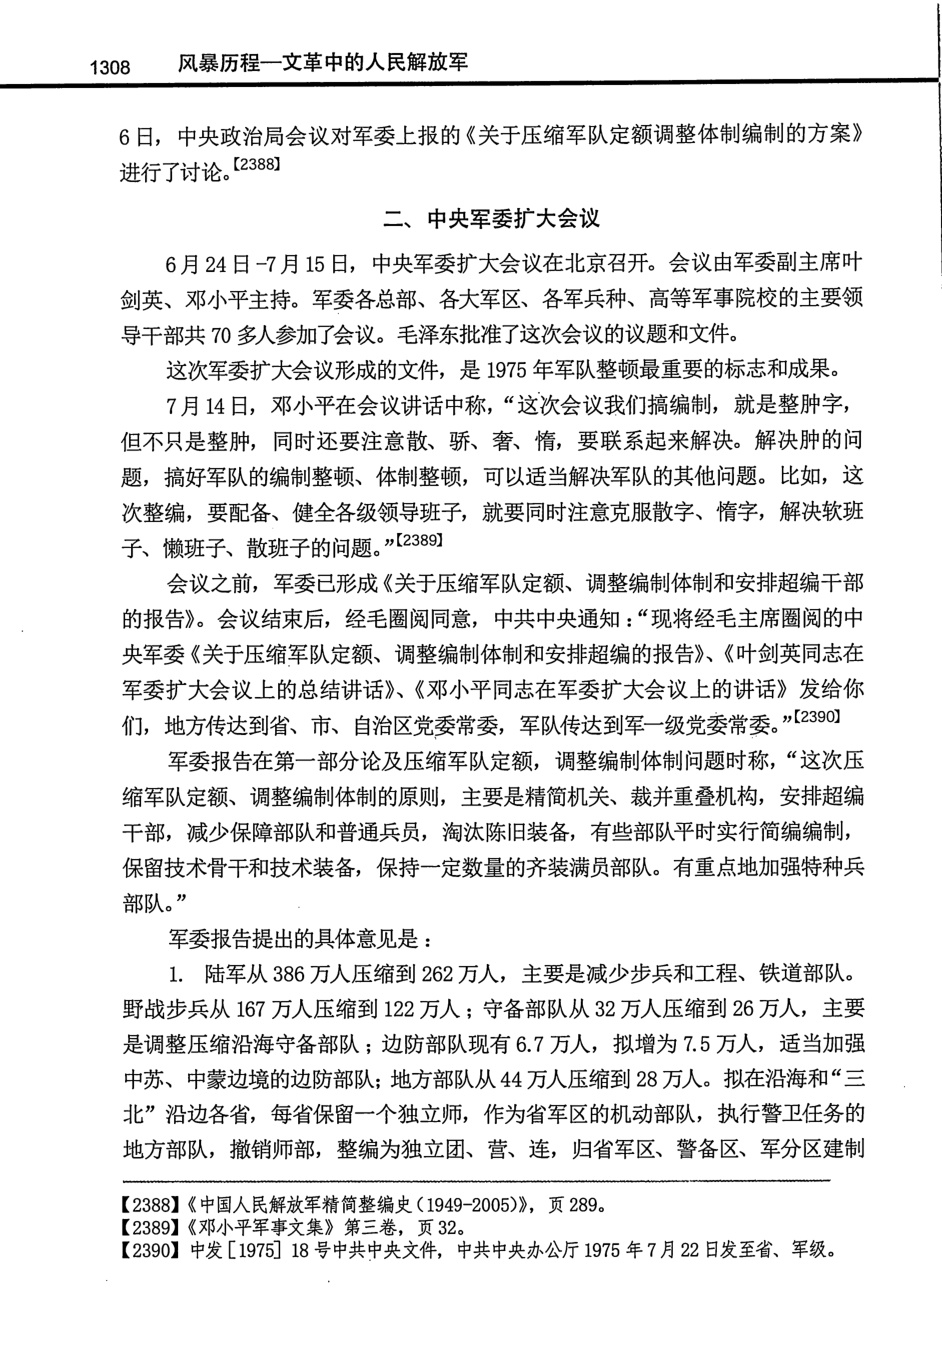 1308 风暴历程—文革中的人民解放军
6日，中央政治局会议对军委上报的《关于压缩军队定额调整体制编制的方案》
进行了讨论。【2388】
二、中央军委扩大会议
6月24日-7月15日，中央军委扩大会议在北京召开。会议由军委副主席叶
剑英、邓小平主持。军委各总部、各大军区、各军兵种、高等军事院校的主要领
导干部共70多人参加了会议。毛泽东批准了这次会议的议题和文件。
这次军委扩大会议形成的文件，是1975年军队整顿最重要的标志和成果。
7月14日，邓小平在会议讲话中称，“这次会议我们搞编制，就是整肿字，
但不只是整肿，同时还要注意散、骄、奢、惰，要联系起来解决。解决肿的问
题，搞好军队的编制整顿、体制整顿，可以适当解决军队的其他问题。比如，这
次整编，要配备、健全各级领导班子，就要同时注意克服散字、惰字，解决软班
子、懒班子、散班子的问题。”【2389】
会议之前，军委已形成《关于压缩军队定额、调整编制体制和安排超编干部
的报告》。会议结束后，经毛圈阅同意，中共中央通知：“现将经毛主席圈阅的中
央军委《关于压缩军队定额、调整编制体制和安排超编的报告》、《叶剑英同志在
军委扩大会议上的总结讲话》、《邓小平同志在军委扩大会议上的讲话》发给你
们，地方传达到省、市、自治区党委常委，军队传达到军一级党委常委。”【2390】
军委报告在第一部分论及压缩军队定额，调整编制体制问题时称，“这次压
缩军队定额、调整编制体制的原则，主要是精简机关、裁并重叠机构，安排超编
干部，减少保障部队和普通兵员，淘汰陈旧装备，有些部队平时实行简编编制，
保留技术骨干和技术装备，保持一定数量的齐装满员部队。有重点地加强特种兵
部队。”
军委报告提出的具体意见是：
1. 陆军从386万人压缩到262万人，主要是减少步兵和工程、铁道部队。
野战步兵从167万人压缩到122万人；守备部队从32万人压缩到26万人，主要
是调整压缩沿海守备部队；边防部队现有6.7万人，拟增为7.5万人，适当加强
中苏、中蒙边境的边防部队；地方部队从44万人压缩到28万人。拟在沿海和“三
北”沿边各省，每省保留一个独立师，作为省军区的机动部队，执行警卫任务的
地方部队，撤销师部，整编为独立团、营、连，归省军区、警备区、军分区建制
【2388】《中国人民解放军精简整编史（1949-2005）》，页289。
【2389】《邓小平军事文集》第三卷，页32。
【2390】中发［1975］18号中共中央文件，中共中央办公厅1975年7月22日发至省、军级。